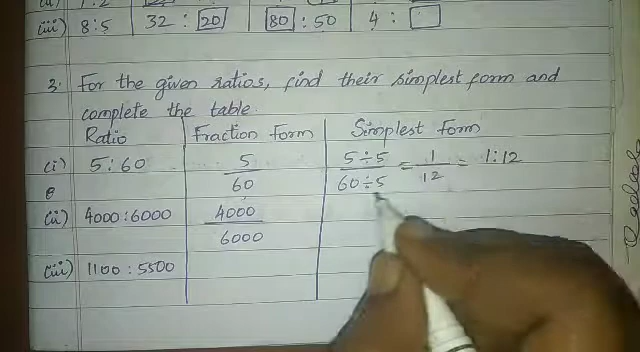 (iii) 8:5 32 : 20 80 : 50 4 :
3. For the given ratios, find their simplest form and
complete the table.
Ratio Fraction Form Simplest Form
(i) 5:60 5/60 5÷5/60÷5 = 1/12 = 1:12
(ii) 4000:6000 4000/6000
(iii) 1100 : 5500